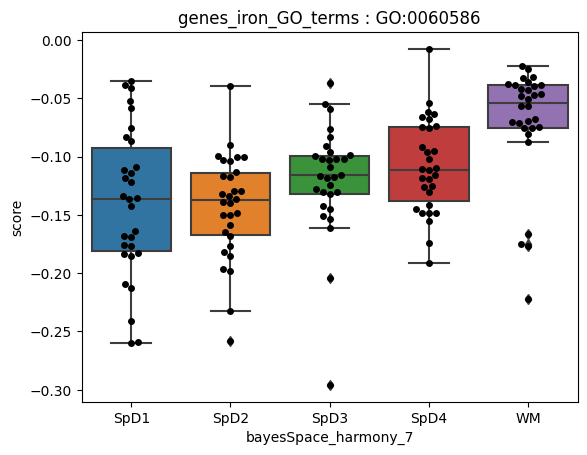 genes_iron_GO_terms : GO:0060586
0.00
−0.05
−0.10
−0.15
−0.20
−0.25
−0.30
score
SpD1 SpD2 SpD3 SpD4 WM
bayesSpace_harmony_7